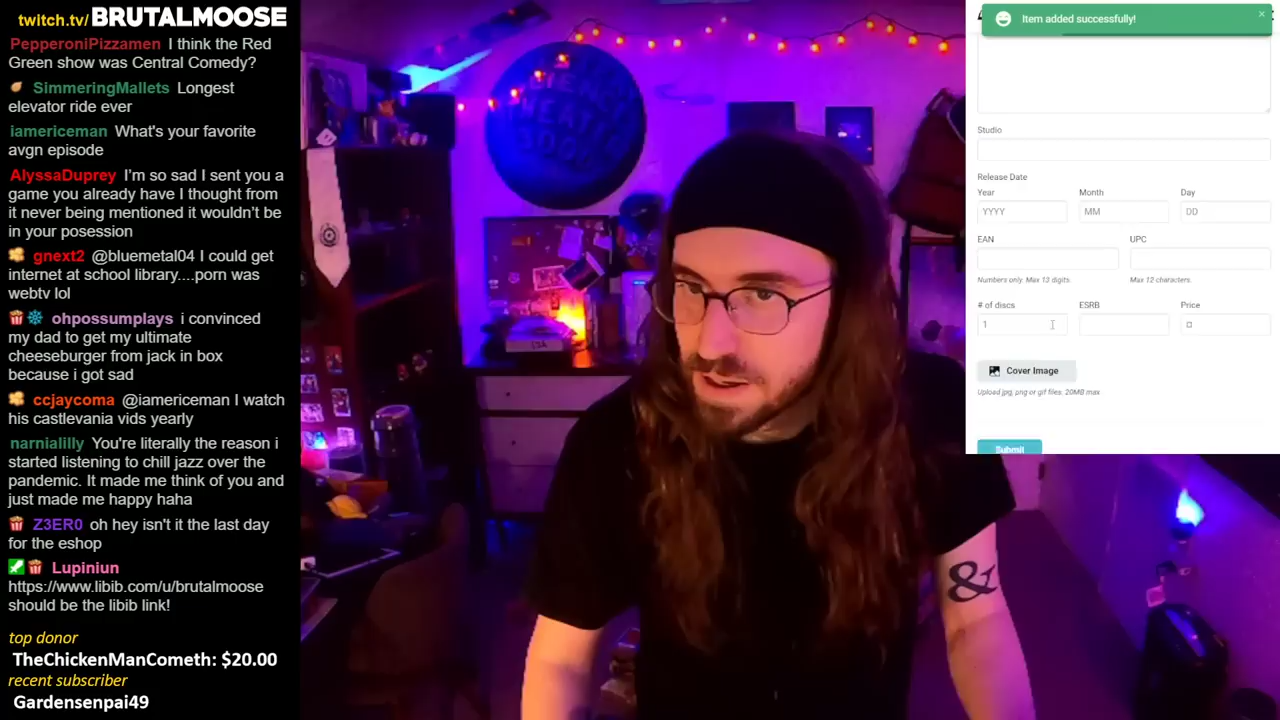 twitch.tv/BRUTALMOOSE
PepperoniPizzamen I think the Red
Green show was Central Comedy?
SimmeringMallets Longest
elevator ride ever
iamericeman What's your favorite
avgn episode
AlyssaDuprey I'm so sad I sent you a
game you already have I thought from
it never being mentioned it wouldn't be
in your posession
gnext2 @bluemetal04 I could get
internet at school library....porn was
webtv lol
ohpossumplays i convinced
my dad to get my ultimate
cheeseburger from jack in box
because i got sad
ccjaycoma @iamericeman I watch
his castlevania vids yearly
narnialilly You're literally the reason i
started listening to chill jazz over the
pandemic. It made me think of you and
just made me happy haha
Z3ER0 oh hey isn't it the last day
for the eshop
Lupiniun
https://www.libib.com/u/brutalmoose
should be the libib link!
top donor
TheChickenManCometh: $20.00
recent subscriber
Gardensenpai49
&
Item added successfully!
Studio
Release Date
Year Month Day
YYYY MM DD
EAN UPC
Numbers only. Max 13 digits. Max 12 characters.
# of discs ESRB Price
1
Cover Image
Upload jpg, png or gif files, 20MB max
Submit